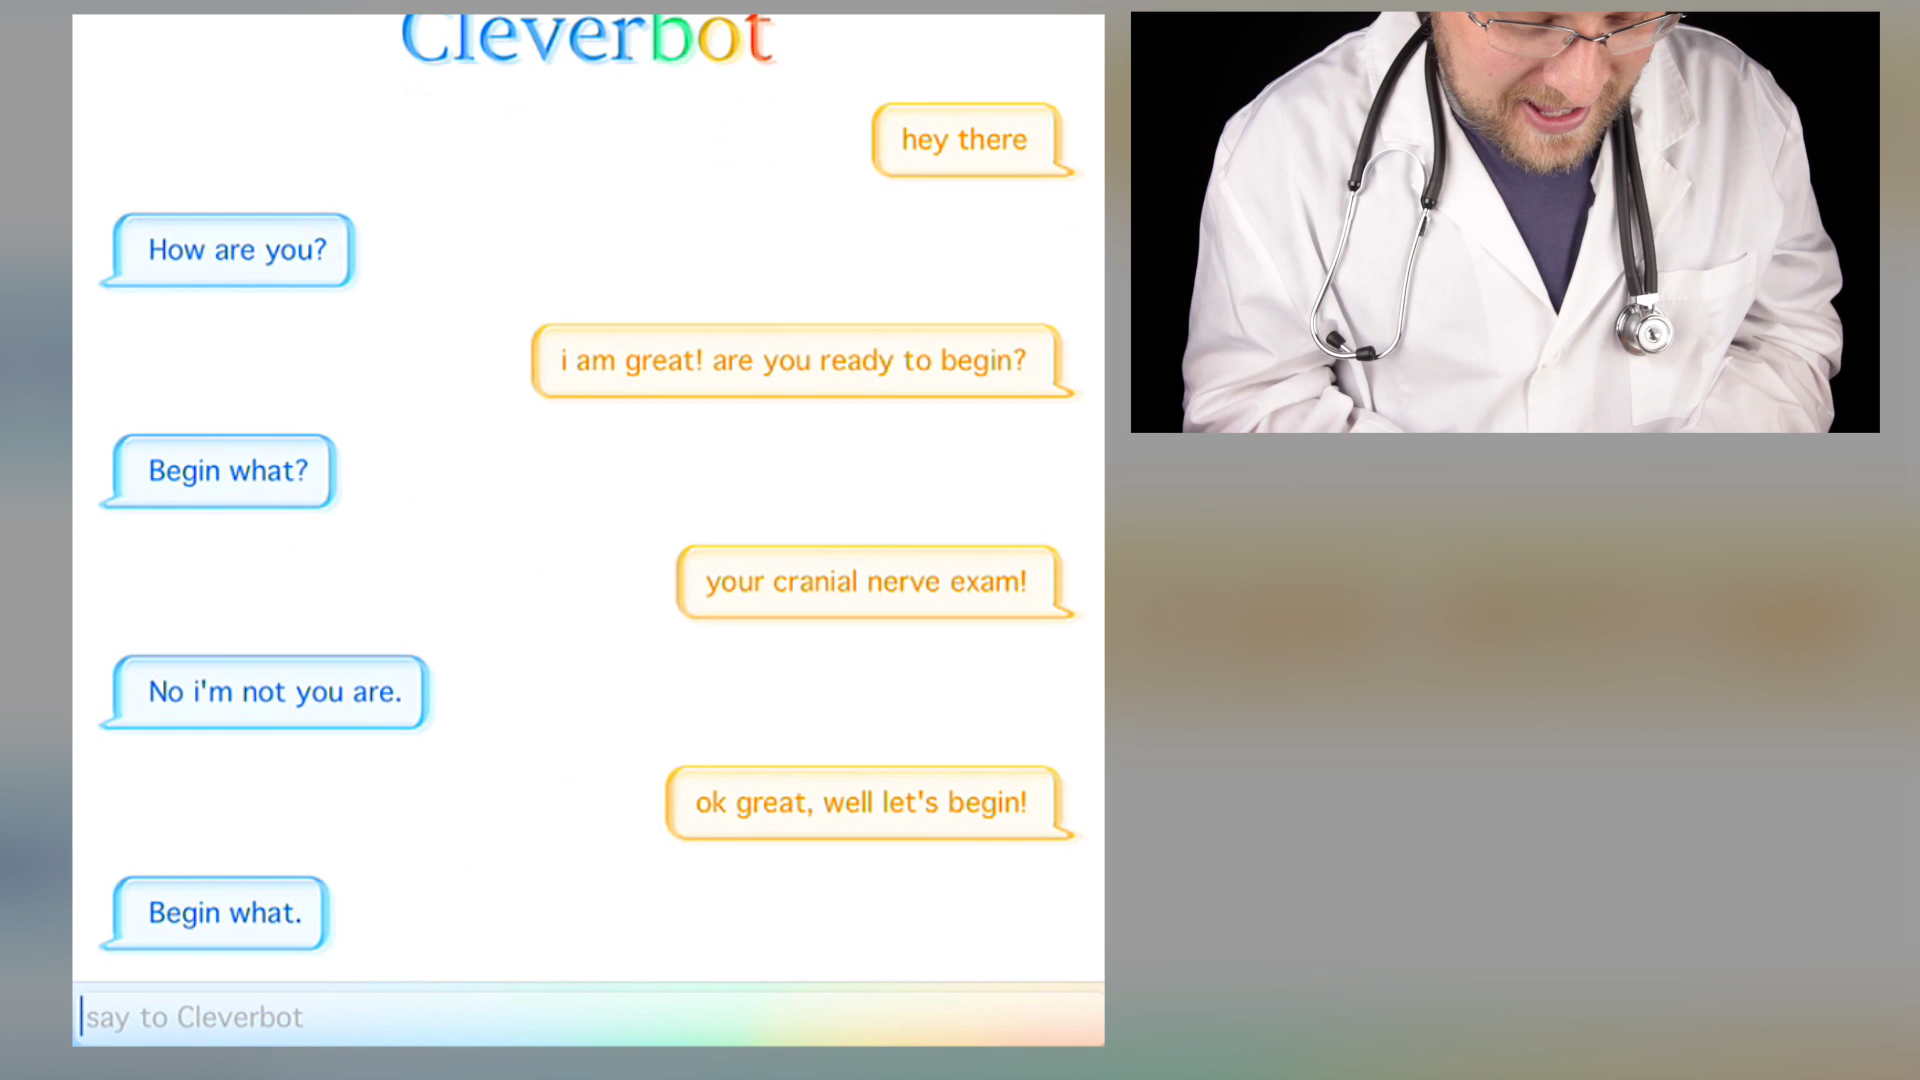 Cleverbot
hey there
How are you?
i am great! are you ready to begin?
Begin what?
your cranial nerve exam!
No i'm not you are.
ok great, well let's begin!
Begin what.
say to Cleverbot